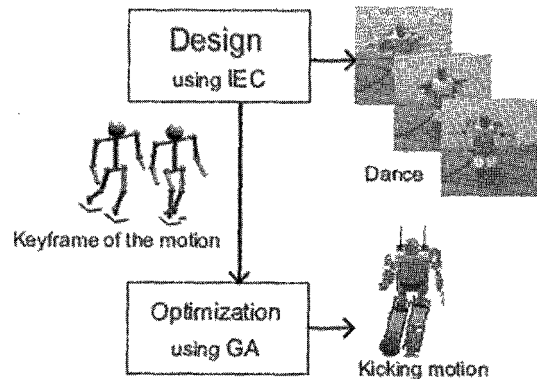 Design
using IEC
Dance
Keyframe of the motion
Optimization
using GA
Kicking motion